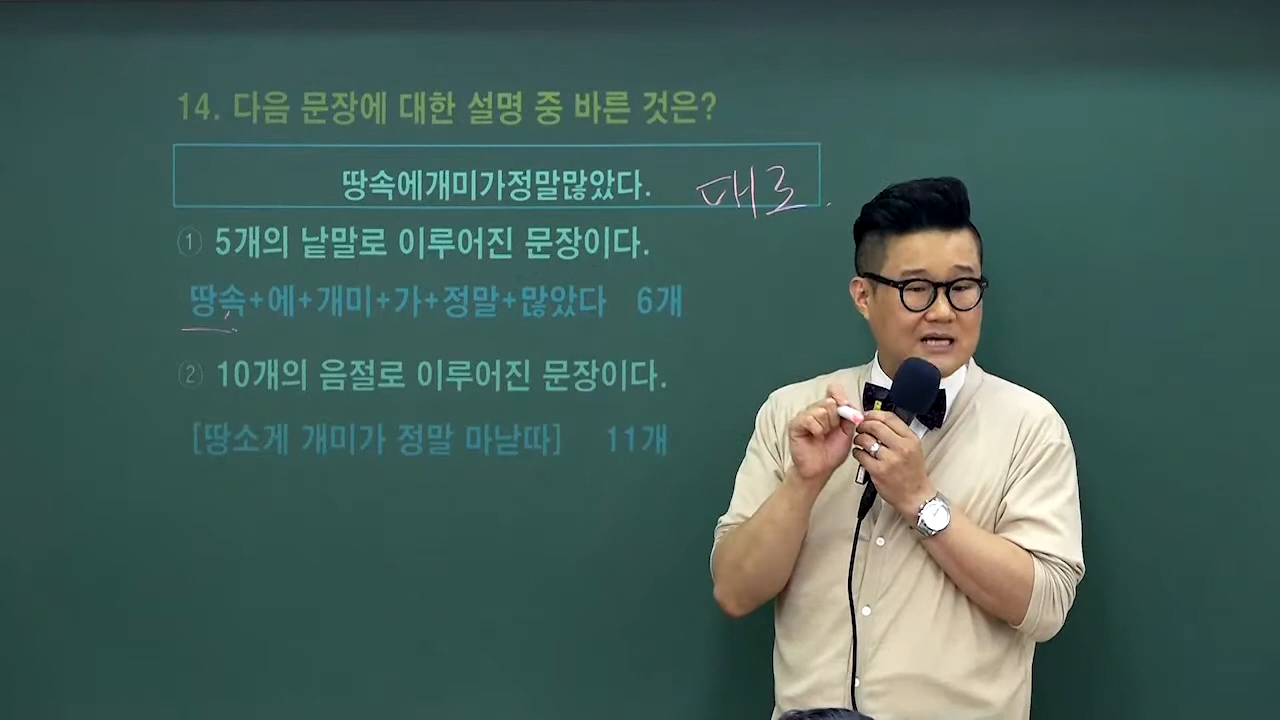 14. 다음 문장에 대한 설명 중 바른 것은?
땅속에개미가정말많았다. 대로.
① 5개의 낱말로 이루어진 문장이다.
땅속+에+개미+가+정말+많았다 6개
② 10개의 음절로 이루어진 문장이다.
[땅소게 개미가 정말 마낟따] 11개